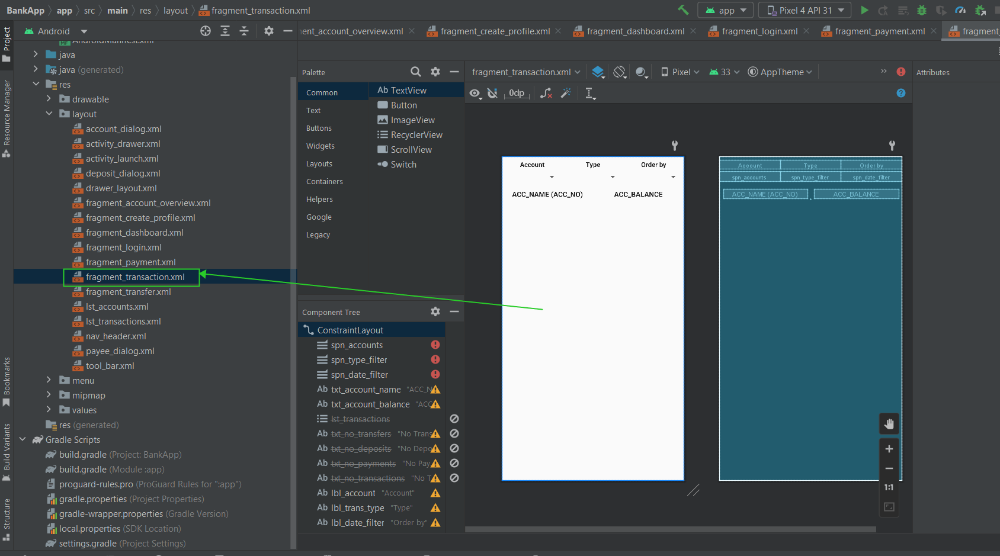 BankApp app src main res layout fragment_transaction.xml
app Pixel 4 API 31
Project
Android
ent_account_overview.xml fragment_create_profile.xml fragment_dashboard.xml fragment_login.xml fragment_payment.xml fragment_
AndroidManifest.xml
java
java (generated)
res
drawable
layout
account_dialog.xml
activity_drawer.xml
activity_launch.xml
deposit_dialog.xml
drawer_layout.xml
fragment_account_overview.xml
fragment_create_profile.xml
fragment_dashboard.xml
fragment_login.xml
fragment_payment.xml
fragment_transaction.xml
fragment_transfer.xml
lst_accounts.xml
lst_transactions.xml
nav_header.xml
payee_dialog.xml
tool_bar.xml
menu
mipmap
values
res (generated)
Gradle Scripts
build.gradle (Project: BankApp)
build.gradle (Module :app)
proguard-rules.pro (ProGuard Rules for ":app")
gradle.properties (Project Properties)
gradle-wrapper.properties (Gradle Version)
local.properties (SDK Location)
settings.gradle (Project Settings)
Resource Manager
Bookmarks
Build Variants
Structure
Palette
Common
Text
Buttons
Widgets
Layouts
Containers
Helpers
Google
Legacy
Ab TextView
Button
ImageView
RecyclerView
ScrollView
Switch
Component Tree
ConstraintLayout
spn_accounts
spn_type_filter
spn_date_filter
Ab txt_account_name "ACC_N
Ab txt_account_balance "ACC
lst_transactions
Ab txt_no_transfers "No Trans
Ab txt_no_deposits "No Depo
Ab txt_no_payments "No Pay
Ab txt_no_transactions "No T
Ab lbl_account "Account"
Ab lbl_trans_type "Type"
Ab lbl_date_filter "Order by"
fragment_transaction.xml Pixel 33 AppTheme
0dp
Attributes
Account Type Order by
ACC_NAME (ACC_NO) ACC_BALANCE
Account Type Order by
spn_accounts spn_type_filter spn_date_filter
ACC_NAME (ACC_NO) ACC_BALANCE
1:1